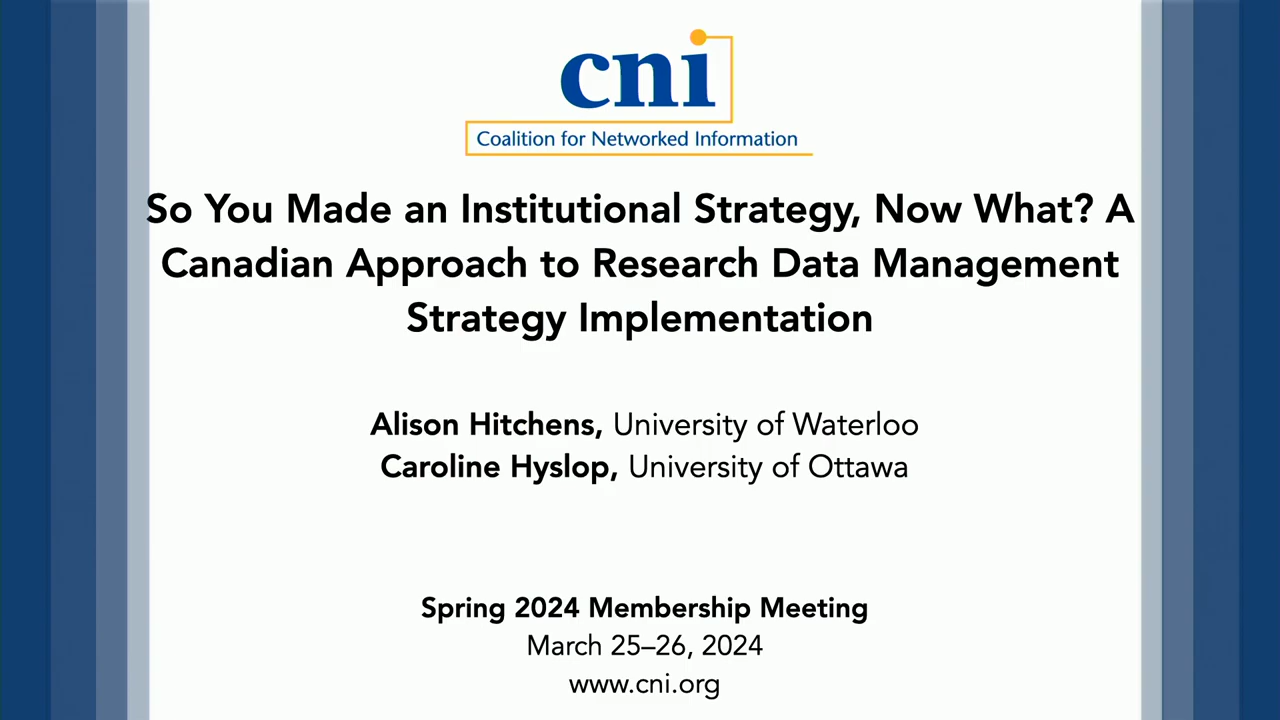 cni
Coalition for Networked Information
So You Made an Institutional Strategy, Now What? A
Canadian Approach to Research Data Management
Strategy Implementation
Alison Hitchens, University of Waterloo
Caroline Hyslop, University of Ottawa
Spring 2024 Membership Meeting
March 25–26, 2024
www.cni.org